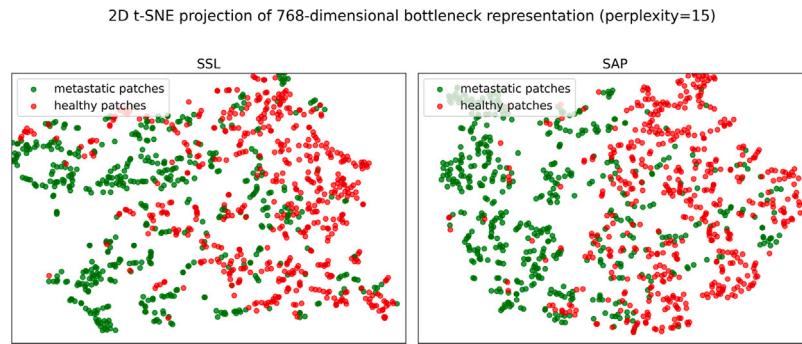 2D t-SNE projection of 768-dimensional bottleneck representation (perplexity=15)
SSL
metastatic patches
healthy patches
SAP
metastatic patches
healthy patches